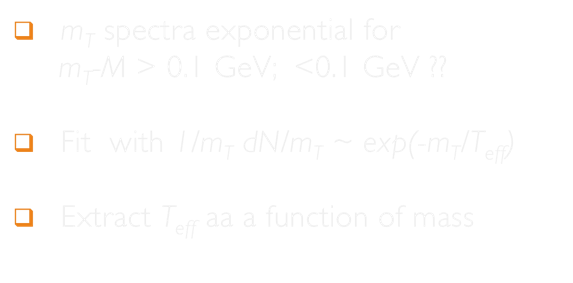 ❑ m_T spectra exponential for
m_T-M > 0.1 GeV; <0.1 GeV ??
❑ Fit with 1/m_T dN/m_T ~ exp(-m_T/T_eff)
❑ Extract T_eff aa a function of mass